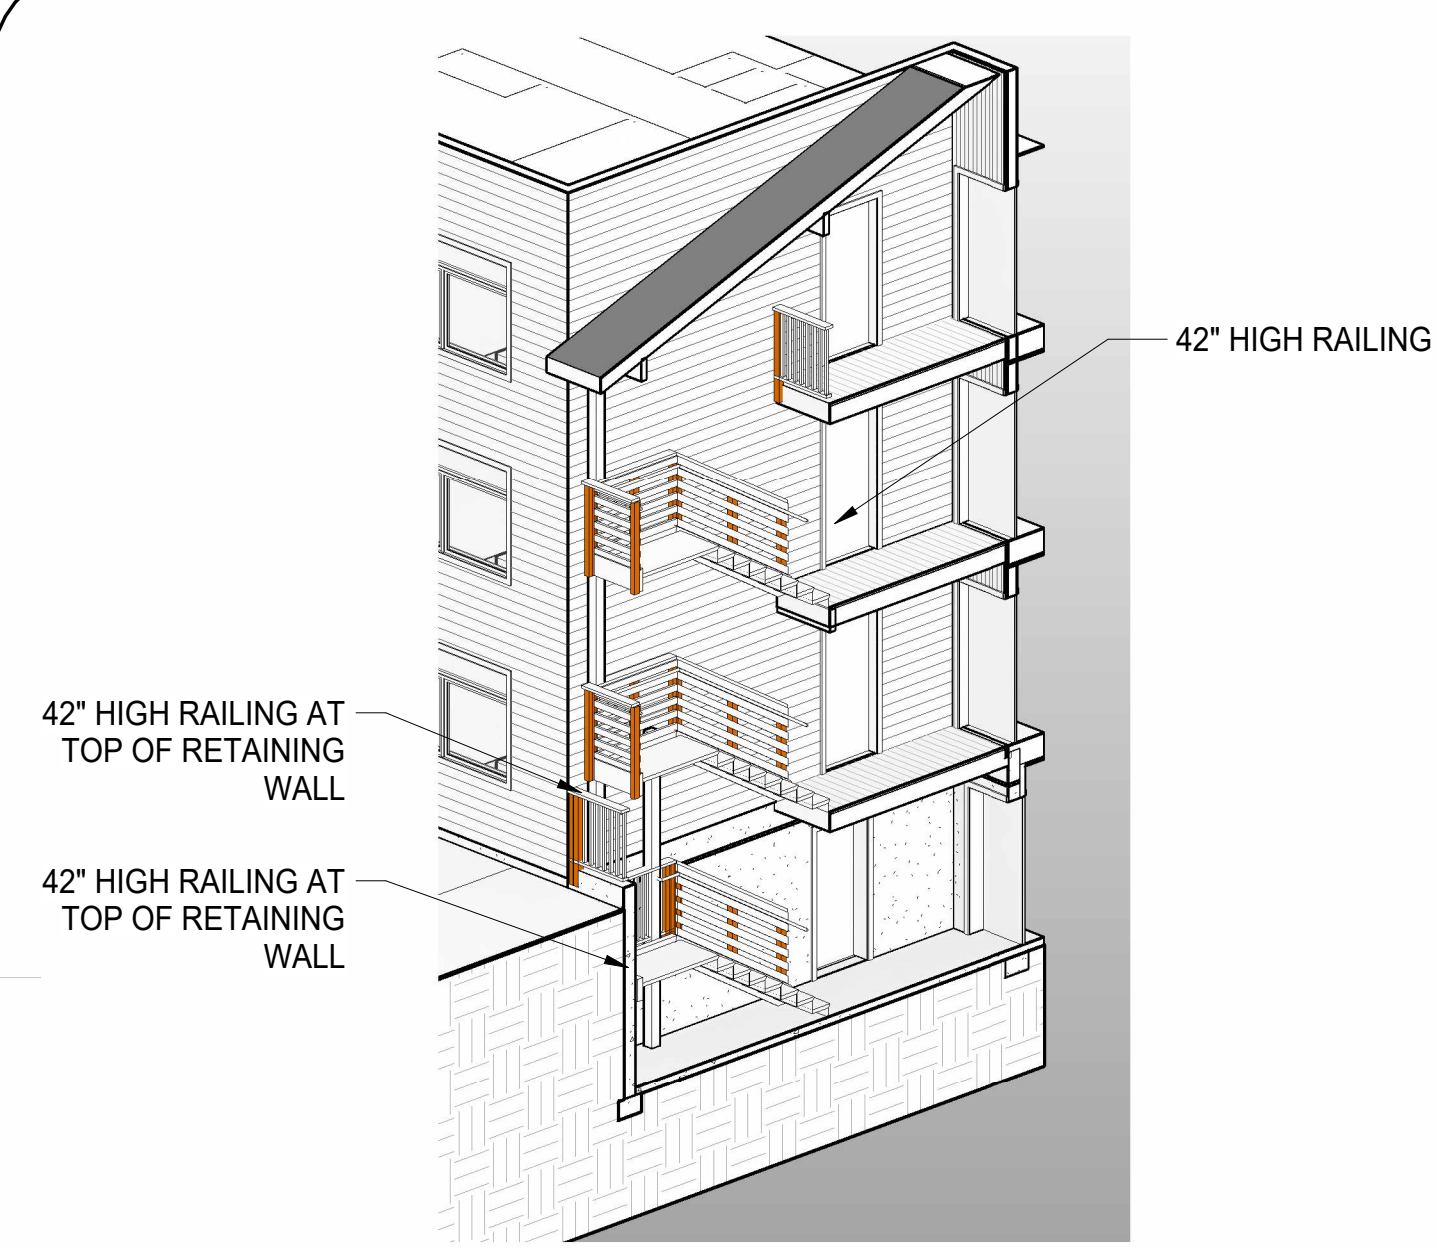 42" HIGH RAILING
42" HIGH RAILING AT
TOP OF RETAINING
WALL
42" HIGH RAILING AT
TOP OF RETAINING
WALL